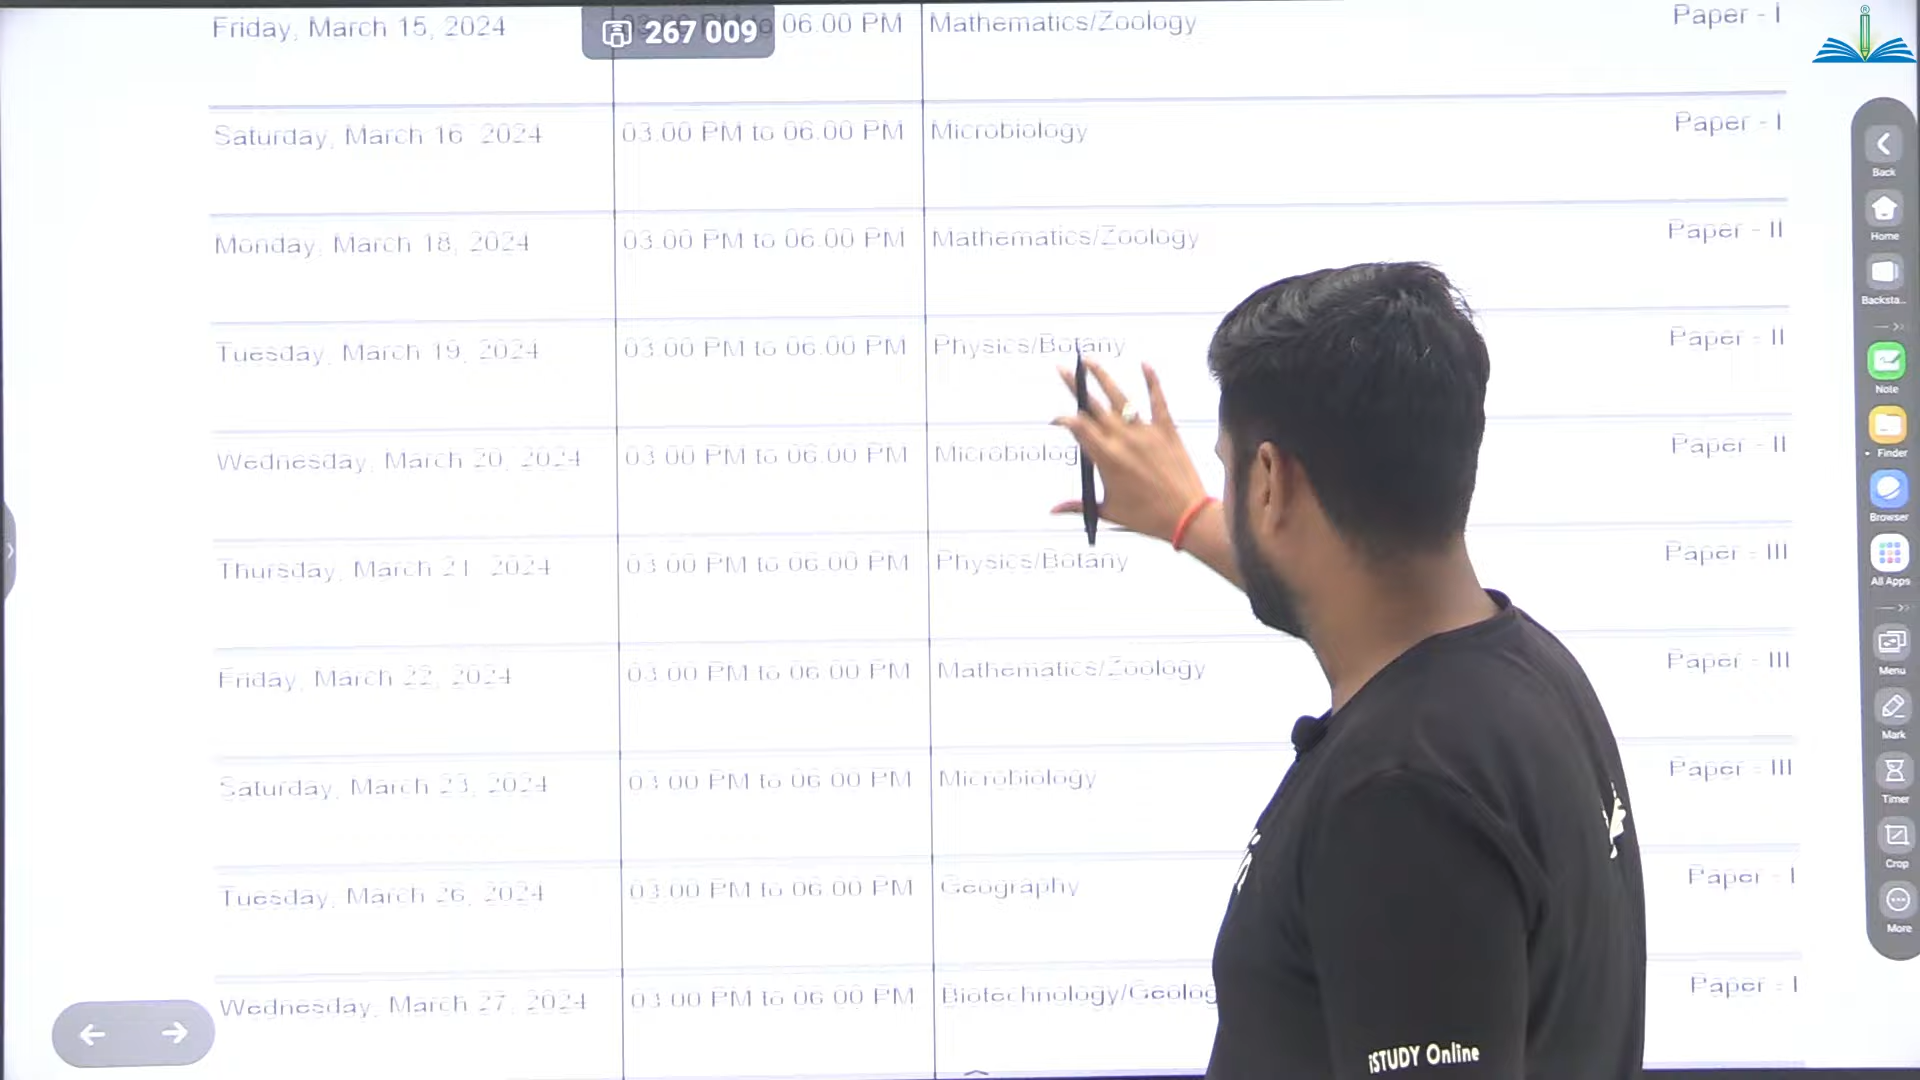 Friday, March 15, 2024 06.00 PM Mathematics/Zoology Paper - I
267 009
Saturday, March 16, 2024 03.00 PM to 06.00 PM Microbiology Paper - I
Monday, March 18, 2024 03.00 PM to 06.00 PM Mathematics/Zoology Paper - II
Tuesday, March 19, 2024 03.00 PM to 06.00 PM Physics/Botany Paper - II
Wednesday, March 20, 2024 03.00 PM to 06.00 PM Microbiolog Paper - II
Thursday, March 21, 2024 03.00 PM to 06.00 PM Physics/Botany Paper - III
Friday, March 22, 2024 03.00 PM to 06.00 PM Mathematics/Zoology Paper - III
Saturday, March 23, 2024 03.00 PM to 06.00 PM Microbiology Paper - III
Tuesday, March 26, 2024 03.00 PM to 06.00 PM Geography Paper - I
Wednesday, March 27, 2024 03.00 PM to 06.00 PM Biotechnology/Geolog Paper - I
Back
Home
Backsta...
Note
Finder
Browser
All Apps
Menu
Mark
Timer
Crop
More
iSTUDY Online